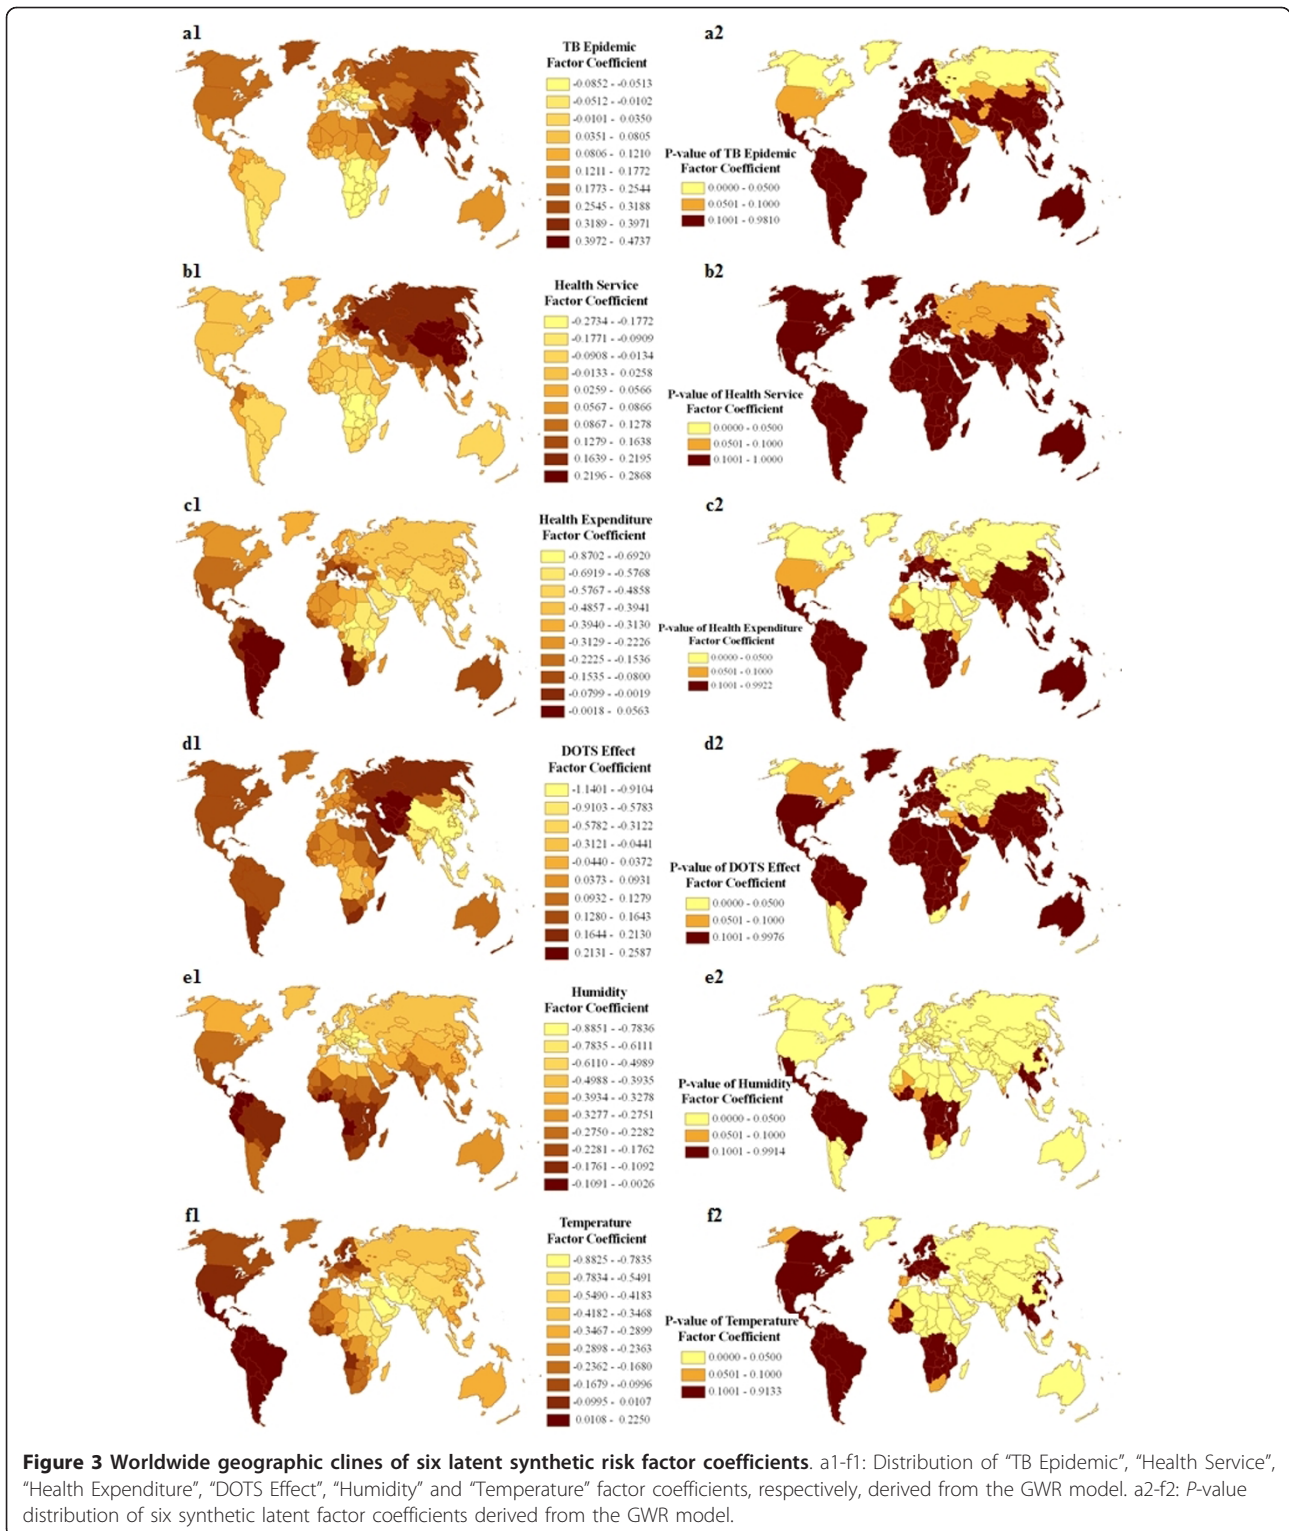 a1
TB Epidemic
Factor Coefficient
-0.0852 - -0.0513
-0.0512 - -0.0102
-0.0101 - 0.0350
0.0351 - 0.0805
0.0806 - 0.1210
0.1211 - 0.1772
0.1773 - 0.2544
0.2545 - 0.3188
0.3189 - 0.3971
0.3972 - 0.4737
a2
P-value of TB Epidemic
Factor Coefficient
0.0000 - 0.0500
0.0501 - 0.1000
0.1001 - 0.9810
b1
Health Service
Factor Coefficient
-0.2734 - -0.1772
-0.1771 - -0.0909
-0.0908 - -0.0134
-0.0133 - 0.0258
0.0259 - 0.0566
0.0567 - 0.0866
0.0867 - 0.1278
0.1279 - 0.1638
0.1639 - 0.2195
0.2196 - 0.2868
b2
P-value of Health Service
Factor Coefficient
0.0000 - 0.0500
0.0501 - 0.1000
0.1001 - 1.0000
c1
Health Expenditure
Factor Coefficient
-0.8702 - -0.6920
-0.6919 - -0.5768
-0.5767 - -0.4858
-0.4857 - -0.3941
-0.3940 - -0.3130
-0.3129 - -0.2226
-0.2225 - -0.1536
-0.1535 - -0.0800
-0.0799 - -0.0019
-0.0018 - 0.0563
c2
P-value of Health Expenditure
Factor Coefficient
0.0000 - 0.0500
0.0501 - 0.1000
0.1001 - 0.9922
d1
DOTS Effect
Factor Coefficient
-1.1401 - -0.9104
-0.9103 - -0.5783
-0.5782 - -0.3122
-0.3121 - -0.0441
-0.0440 - 0.0372
0.0373 - 0.0931
0.0932 - 0.1279
0.1280 - 0.1643
0.1644 - 0.2130
0.2131 - 0.2587
d2
P-value of DOTS Effect
Factor Coefficient
0.0000 - 0.0500
0.0501 - 0.1000
0.1001 - 0.9976
e1
Humidity
Factor Coefficient
-0.8851 - -0.7836
-0.7835 - -0.6111
-0.6110 - -0.4989
-0.4988 - -0.3935
-0.3934 - -0.3278
-0.3277 - -0.2751
-0.2750 - -0.2282
-0.2281 - -0.1762
-0.1761 - -0.1092
-0.1091 - -0.0026
e2
P-value of Humidity
Factor Coefficient
0.0000 - 0.0500
0.0501 - 0.1000
0.1001 - 0.9914
f1
Temperature
Factor Coefficient
-0.8825 - -0.7835
-0.7834 - -0.5491
-0.5490 - -0.4183
-0.4182 - -0.3468
-0.3467 - -0.2899
-0.2898 - -0.2363
-0.2362 - -0.1680
-0.1679 - -0.0996
-0.0995 - 0.0107
0.0108 - 0.2250
f2
P-value of Temperature
Factor Coefficient
0.0000 - 0.0500
0.0501 - 0.1000
0.1001 - 0.9133
Figure 3 Worldwide geographic clines of six latent synthetic risk factor coefficients. a1-f1: Distribution of “TB Epidemic”, “Health Service”,
“Health Expenditure”, “DOTS Effect”, “Humidity” and “Temperature” factor coefficients, respectively, derived from the GWR model. a2-f2: P-value
distribution of six synthetic latent factor coefficients derived from the GWR model.